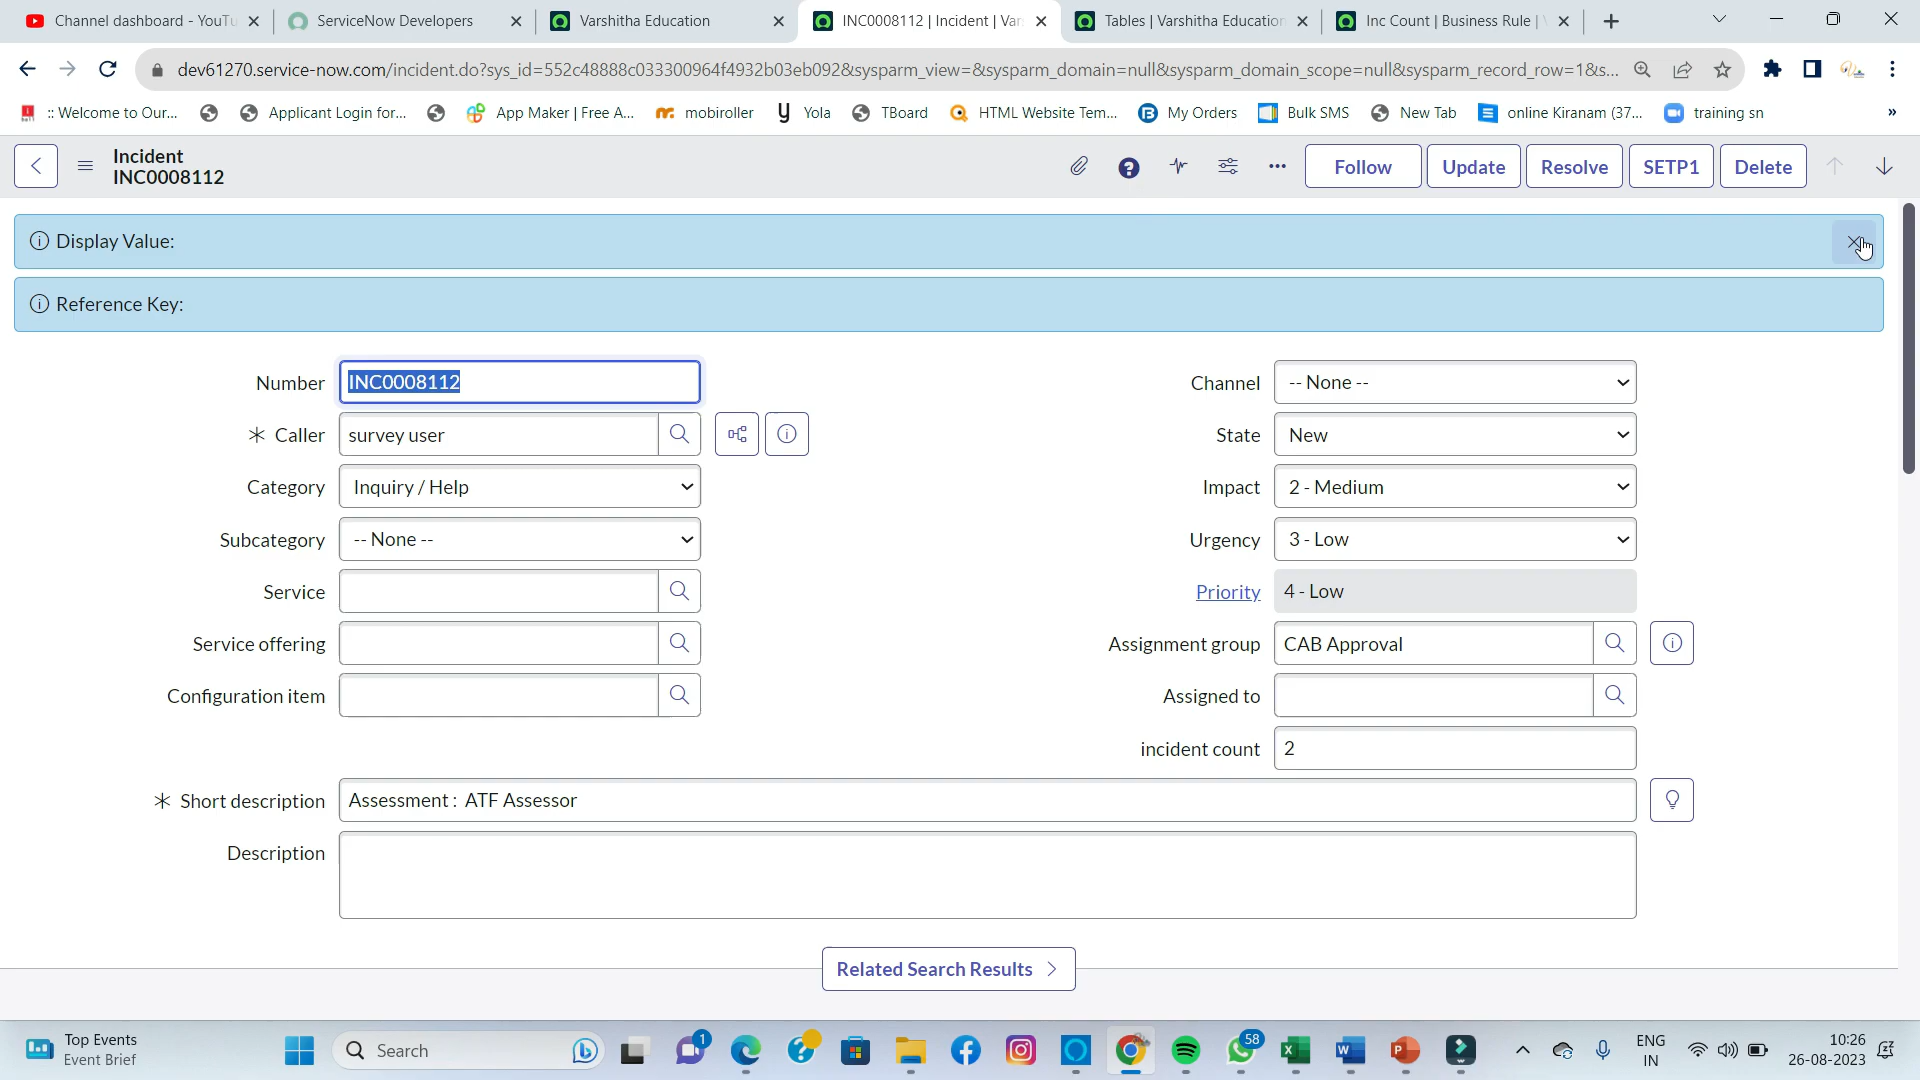 Channel dashboard - YouTu
ServiceNow Developers
Varshitha Education
INC0008112 | Incident | Var
Tables | Varshitha Education
Inc Count | Business Rule | V
dev61270.service-now.com/incident.do?sys_id=552c48888c033300964f4932b03eb092&sysparm_view=&sysparm_domain=null&sysparm_domain_scope=null&sysparm_record_row=1&s...
:: Welcome to Our...
Applicant Login for...
App Maker | Free A...
mobiroller
Yola
TBoard
HTML Website Tem...
My Orders
Bulk SMS
New Tab
online Kiranam (37...
training sn
»
Incident
INC0008112
Follow
Update
Resolve
SETP1
Delete
Display Value:
Reference Key:
Number INC0008112
Caller survey user
Category Inquiry / Help
Subcategory -- None --
Service
Service offering
Configuration item
Channel -- None --
State New
Impact 2 - Medium
Urgency 3 - Low
Priority 4 - Low
Assignment group CAB Approval
Assigned to
incident count 2
Short description Assessment : ATF Assessor
Description
Related Search Results
Top Events
Event Brief
Search
1
58
ENG
IN
10:26
26-08-2023